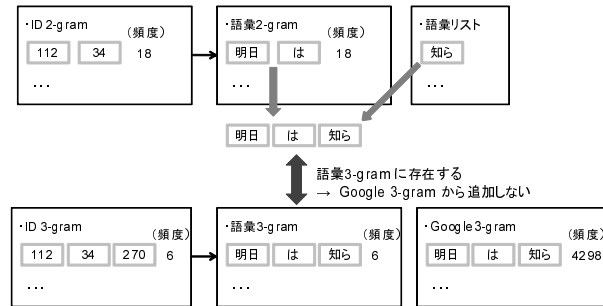 ・ID 2-gram
(頻度)
112 34 18
...
・語彙2-gram
(頻度)
明日 は 18
...
・語彙リスト
知ら
...
明日 は 知ら
語彙3-gramに存在する
→ Google 3-gram から追加しない
・ID 3-gram
(頻度)
112 34 270 6
...
・語彙3-gram
(頻度)
明日 は 知ら 6
...
・Google3-gram
(頻度)
明日 は 知ら 4298
...